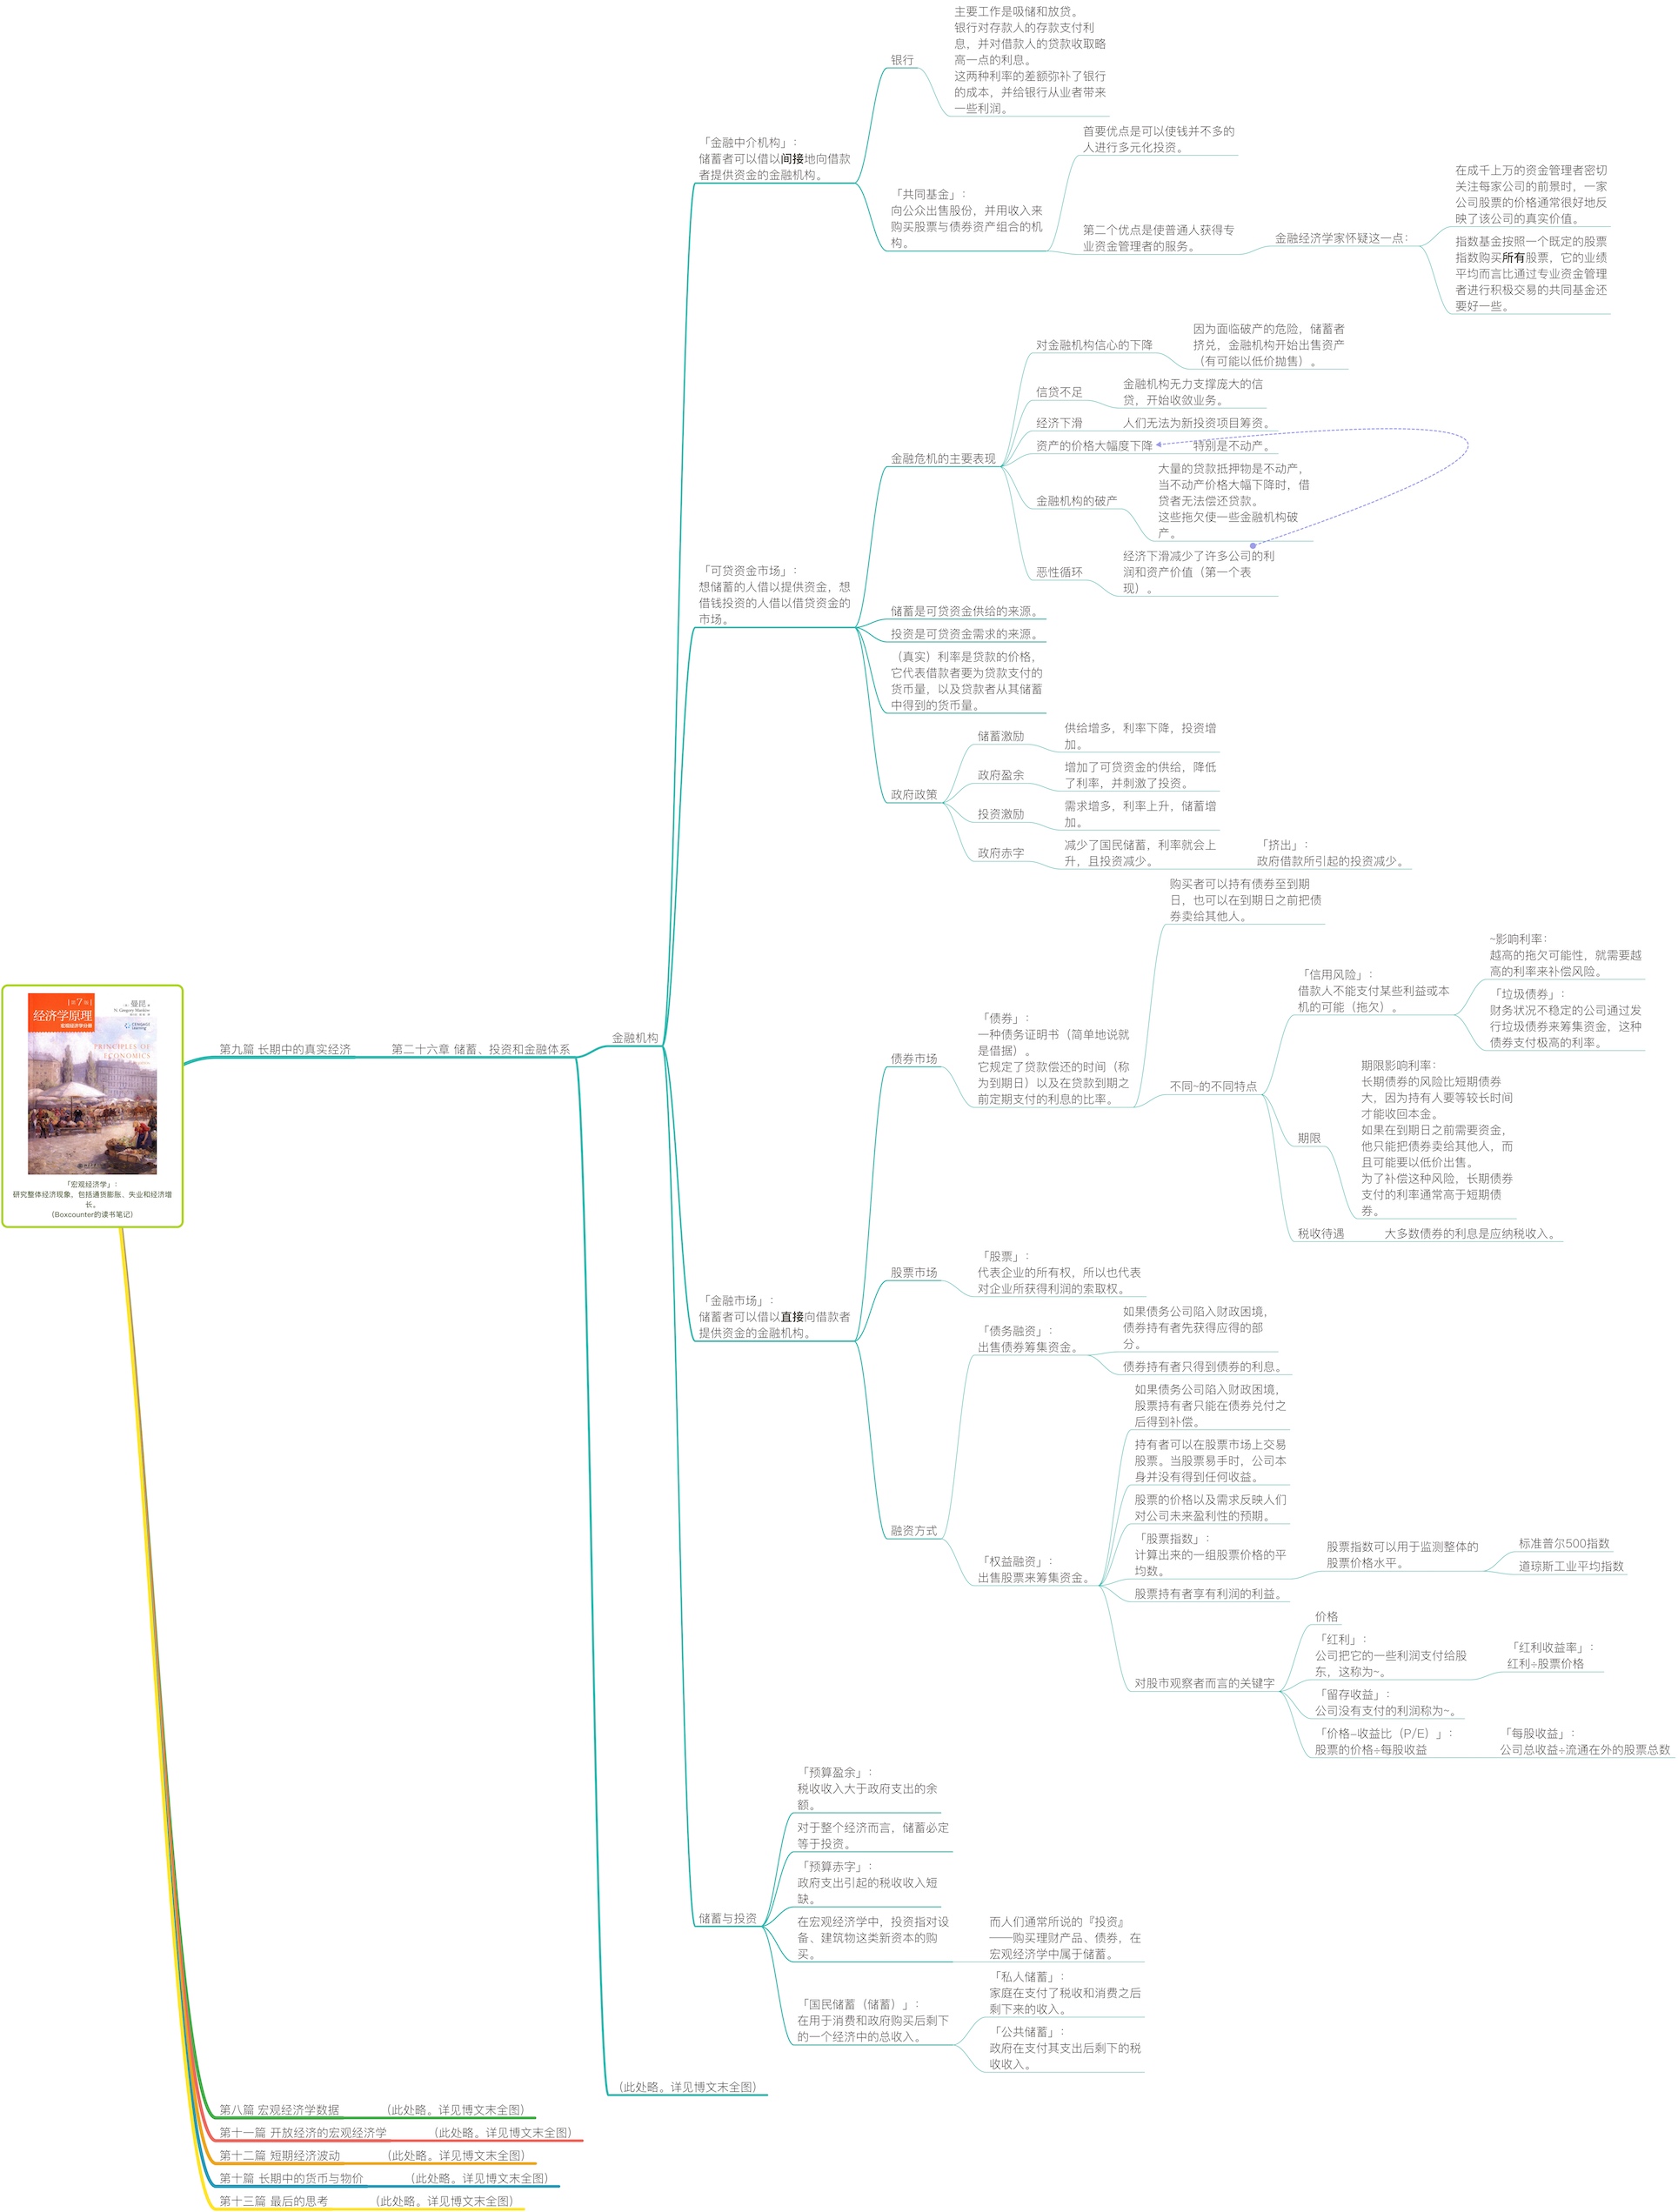 [第7版]
[美] 曼昆 著
N. Gregory Mankiw
经济学原理
宏观经济学分册
CENGAGE
Learning
PRINCIPLES OF
ECONOMICS
「宏观经济学」：
研究整体经济现象，包括通货膨胀、失业和经济增
长。
（Boxcounter的读书笔记）
第九篇 长期中的真实经济
第二十六章 储蓄、投资和金融体系
金融机构
「金融中介机构」：
储蓄者可以借以间接地向借款
者提供资金的金融机构。
银行
主要工作是吸储和放贷。
银行对存款人的存款支付利
息，并对借款人的贷款收取略
高一点的利息。
这两种利率的差额弥补了银行
的成本，并给银行从业者带来
一些利润。
「共同基金」：
向公众出售股份，并用收入来
购买股票与债券资产组合的机
构。
首要优点是可以使钱并不多的
人进行多元化投资。
第二个优点是使普通人获得专
业资金管理者的服务。
金融经济学家怀疑这一点：
在成千上万的资金管理者密切
关注每家公司的前景时，一家
公司股票的价格通常很好地反
映了该公司的真实价值。
指数基金按照一个既定的股票
指数购买所有股票，它的业绩
平均而言比通过专业资金管理
者进行积极交易的共同基金还
要好一些。
「可贷资金市场」：
想储蓄的人借以提供资金，想
借钱投资的人借以借贷资金的
市场。
金融危机的主要表现
对金融机构信心的下降
因为面临破产的危险，储蓄者
挤兑，金融机构开始出售资产
（有可能以低价抛售）。
信贷不足
金融机构无力支撑庞大的信
贷，开始收敛业务。
经济下滑
人们无法为新投资项目筹资。
资产的价格大幅度下降
特别是不动产。
金融机构的破产
大量的贷款抵押物是不动产，
当不动产价格大幅下降时，借
贷者无法偿还贷款。
这些拖欠使一些金融机构破
产。
恶性循环
经济下滑减少了许多公司的利
润和资产价值（第一个表
现）。
储蓄是可贷资金供给的来源。
投资是可贷资金需求的来源。
（真实）利率是贷款的价格，
它代表借款者要为贷款支付的
货币量，以及贷款者从其储蓄
中得到的货币量。
政府政策
储蓄激励
供给增多，利率下降，投资增
加。
政府盈余
增加了可贷资金的供给，降低
了利率，并刺激了投资。
投资激励
需求增多，利率上升，储蓄增
加。
政府赤字
减少了国民储蓄，利率就会上
升，且投资减少。
「挤出」：
政府借款所引起的投资减少。
「金融市场」：
储蓄者可以借以直接向借款者
提供资金的金融机构。
债券市场
「债券」：
一种债务证明书（简单地说就
是借据）。
它规定了贷款偿还的时间（称
为到期日）以及在贷款到期之
前定期支付的利息的比率。
购买者可以持有债券至到期
日，也可以在到期日之前把债
券卖给其他人。
不同~的不同特点
「信用风险」：
借款人不能支付某些利益或本
机的可能（拖欠）。
~影响利率：
越高的拖欠可能性，就需要越
高的利率来补偿风险。
「垃圾债券」：
财务状况不稳定的公司通过发
行垃圾债券来筹集资金，这种
债券支付极高的利率。
期限
期限影响利率：
长期债券的风险比短期债券
大，因为持有人要等较长时间
才能收回本金。
如果在到期日之前需要资金，
他只能把债券卖给其他人，而
且可能要以低价出售。
为了补偿这种风险，长期债券
支付的利率通常高于短期债
券。
税收待遇
大多数债券的利息是应纳税收入。
股票市场
「股票」：
代表企业的所有权，所以也代表
对企业所获得利润的索取权。
融资方式
「债务融资」：
出售债券筹集资金。
如果债务公司陷入财政困境，
债券持有者先获得应得的部
分。
债券持有者只得到债券的利息。
「权益融资」：
出售股票来筹集资金。
如果债务公司陷入财政困境，
股票持有者只能在债券兑付之
后得到补偿。
持有者可以在股票市场上交易
股票。当股票易手时，公司本
身并没有得到任何收益。
股票的价格以及需求反映人们
对公司未来盈利性的预期。
「股票指数」：
计算出来的一组股票价格的平
均数。
股票指数可以用于监测整体的
股票价格水平。
标准普尔500指数
道琼斯工业平均指数
股票持有者享有利润的利益。
对股市观察者而言的关键字
价格
「红利」：
公司把它的一些利润支付给股
东，这称为~。
「红利收益率」：
红利÷股票价格
「留存收益」：
公司没有支付的利润称为~。
「价格-收益比（P/E）」：
股票的价格÷每股收益
「每股收益」：
公司总收益÷流通在外的股票总数
储蓄与投资
「预算盈余」：
税收收入大于政府支出的余
额。
对于整个经济而言，储蓄必定
等于投资。
「预算赤字」：
政府支出引起的税收收入短
缺。
在宏观经济学中，投资指对设
备、建筑物这类新资本的购
买。
而人们通常所说的『投资』
——购买理财产品、债券，在
宏观经济学中属于储蓄。
「国民储蓄（储蓄）」：
在用于消费和政府购买后剩下
的一个经济中的总收入。
「私人储蓄」：
家庭在支付了税收和消费之后
剩下来的收入。
「公共储蓄」：
政府在支付其支出后剩下的税
收收入。
（此处略。详见博文末全图）
第八篇 宏观经济学数据
（此处略。详见博文末全图）
第十一篇 开放经济的宏观经济学
（此处略。详见博文末全图）
第十二篇 短期经济波动
（此处略。详见博文末全图）
第十篇 长期中的货币与物价
（此处略。详见博文末全图）
第十三篇 最后的思考
（此处略。详见博文末全图）